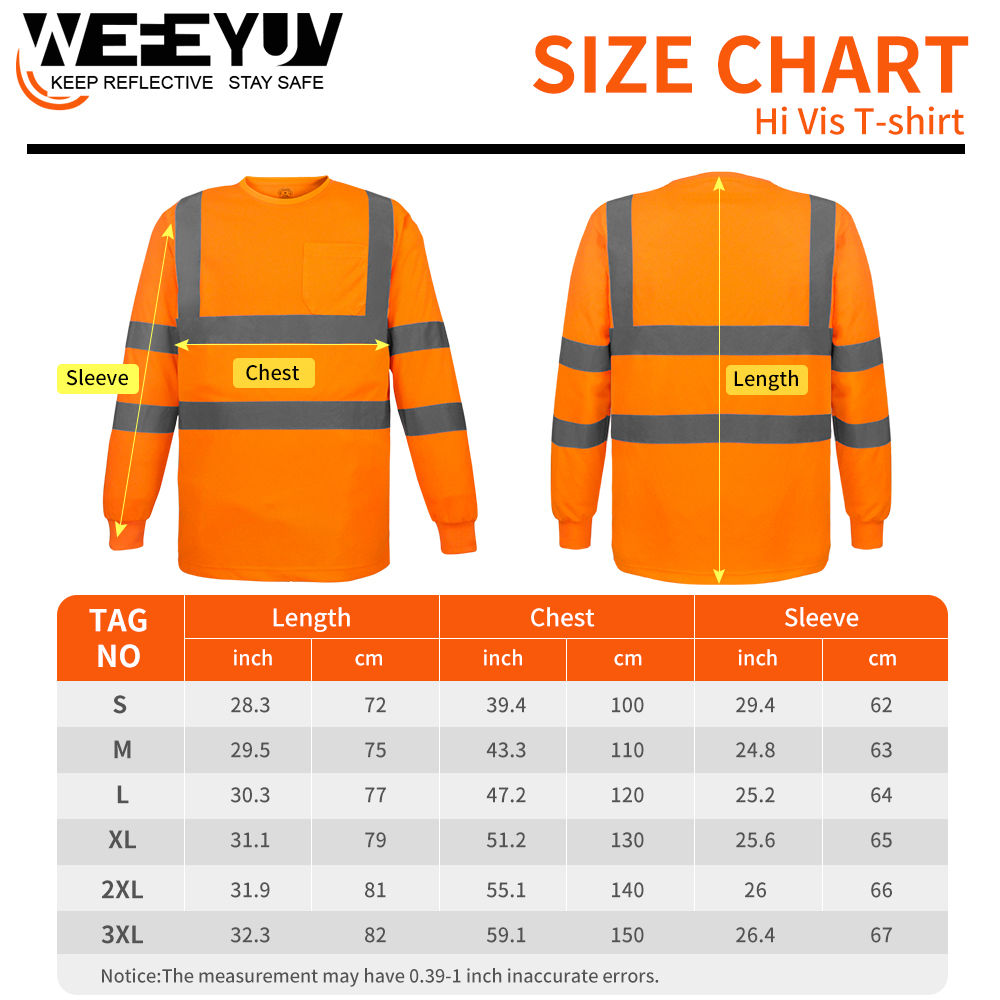 WEFEYUV
KEEP REFLECTIVE STAY SAFE
SIZE CHART
Hi Vis T-shirt
Sleeve
Chest
Length
TAG NO Length Chest Sleeve
inch cm inch cm inch cm
S 28.3 72 39.4 100 29.4 62
M 29.5 75 43.3 110 24.8 63
L 30.3 77 47.2 120 25.2 64
XL 31.1 79 51.2 130 25.6 65
2XL 31.9 81 55.1 140 26 66
3XL 32.3 82 59.1 150 26.4 67
Notice:The measurement may have 0.39-1 inch inaccurate errors.